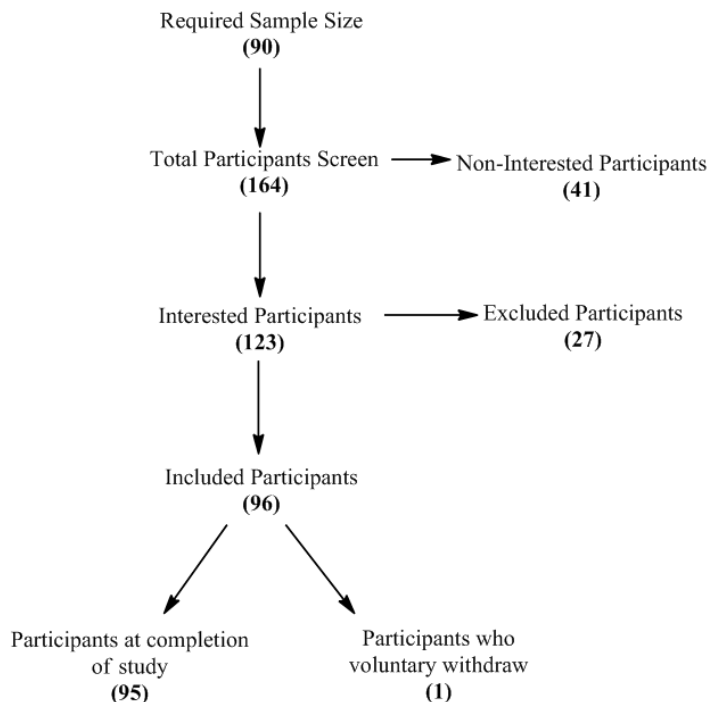 Required Sample Size
(90)
Total Participants Screen
(164)
Non-Interested Participants
(41)
Interested Participants
(123)
Excluded Participants
(27)
Included Participants
(96)
Participants at completion
of study
(95)
Participants who
voluntary withdraw
(1)